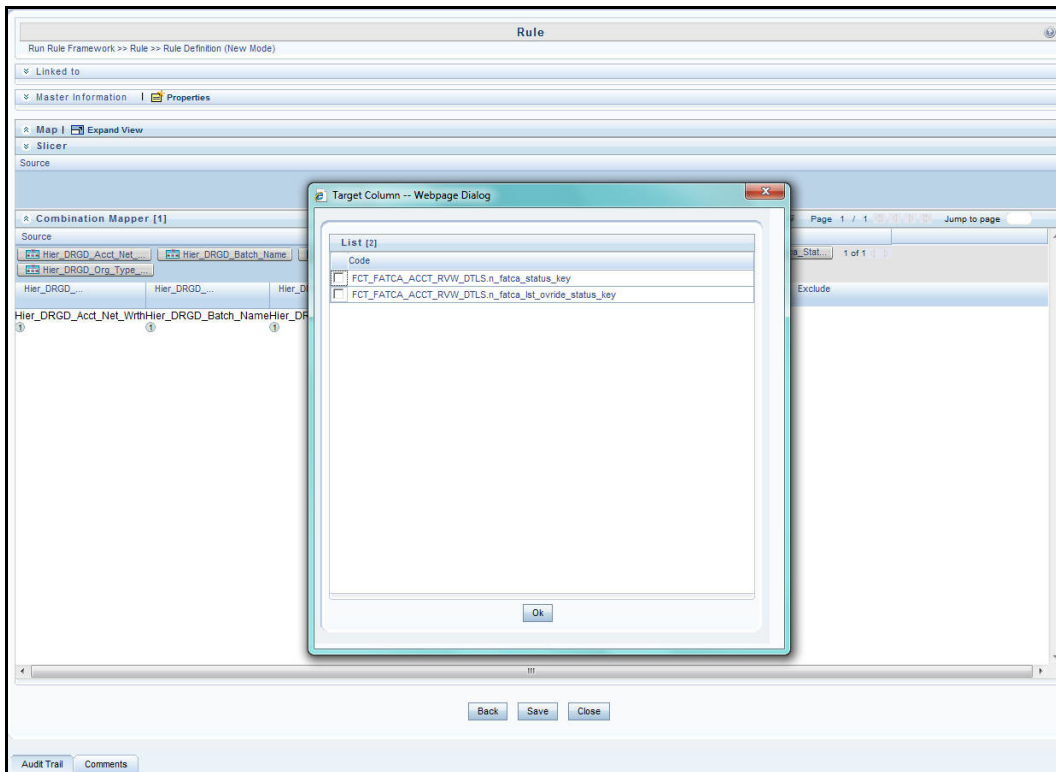 Rule
Run Rule Framework >> Rule >> Rule Definition (New Mode)
Linked to
Master Information | Properties
Map | Expand View
Slicer
Source
Target Column -- Webpage Dialog
x
Combination Mapper [1]
Page 1 / 1
Jump to page
Source
List [2]
Hier_DRGD_Acct_Net_...
Hier_DRGD_Batch_Name
ca_Stat...
1 of 1
Code
Hier_DRGD_Org_Type_...
FCT_FATCA_ACCT_RVW_DTLS.n_fatca_status_key
Hier_DRGD_...
Hier_DRGD_...
Hier_D
Exclude
FCT_FATCA_ACCT_RVW_DTLS.n_fatca_lst_ovride_status_key
Hier_DRGD_Acct_Net_WrthHier_DRGD_Batch_NameHier_DR
1 1 1
Ok
Back Save Close
Audit Trail Comments